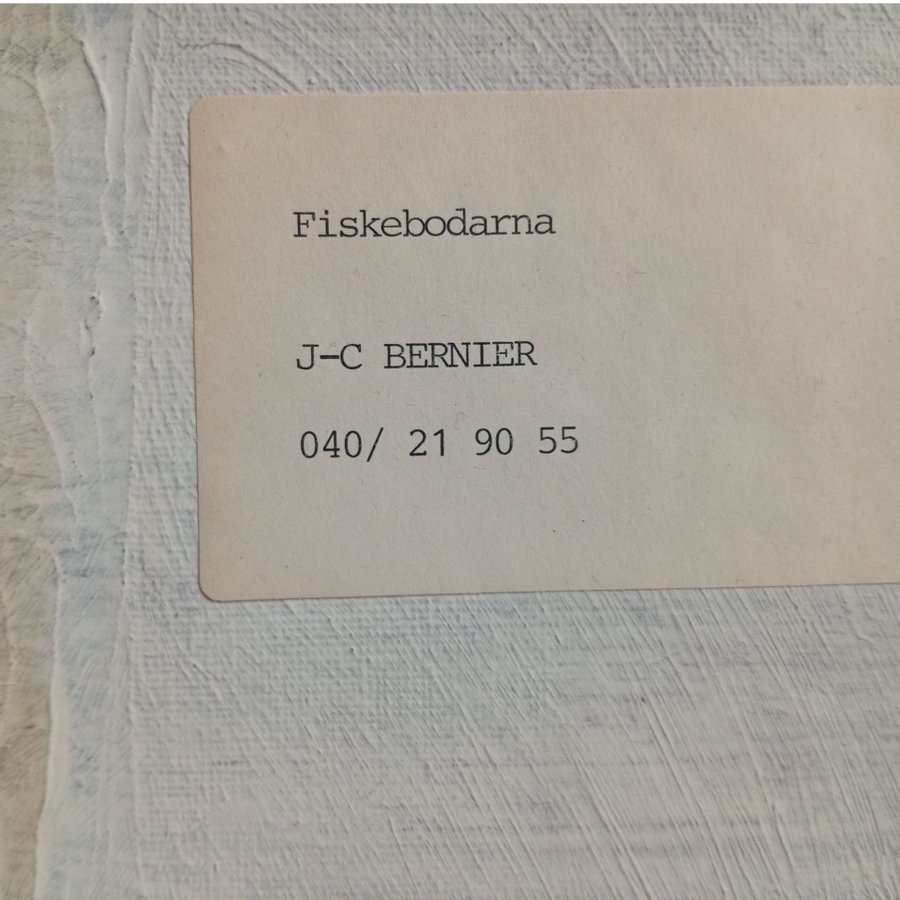 Fiskebodarna
J-C BERNIER
040/ 21 90 55